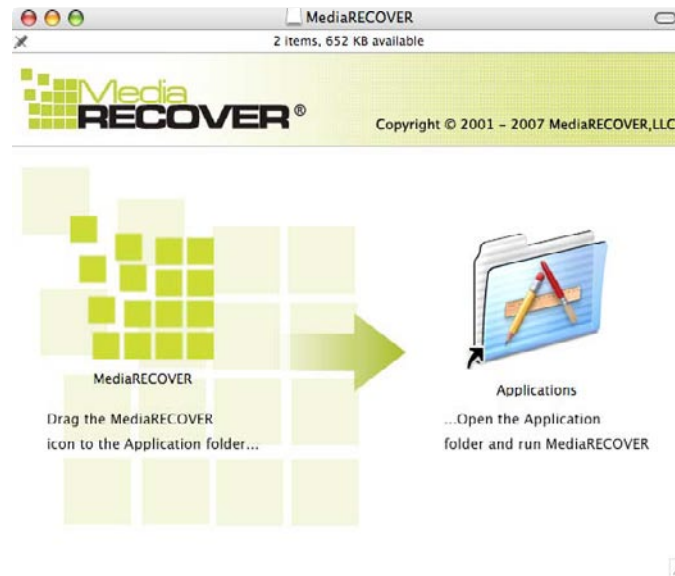 MediaRECOVER
2 items, 652 KB available
Media
RECOVER®
Copyright © 2001 – 2007 MediaRECOVER,LLC
MediaRECOVER
Applications
Drag the MediaRECOVER
icon to the Application folder...
...Open the Application
folder and run MediaRECOVER